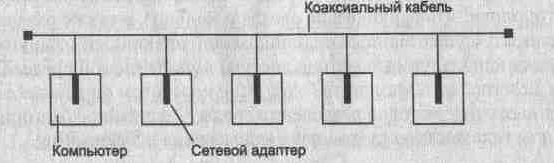 Коаксиальный кабель
Компьютер
Сетевой адаптер